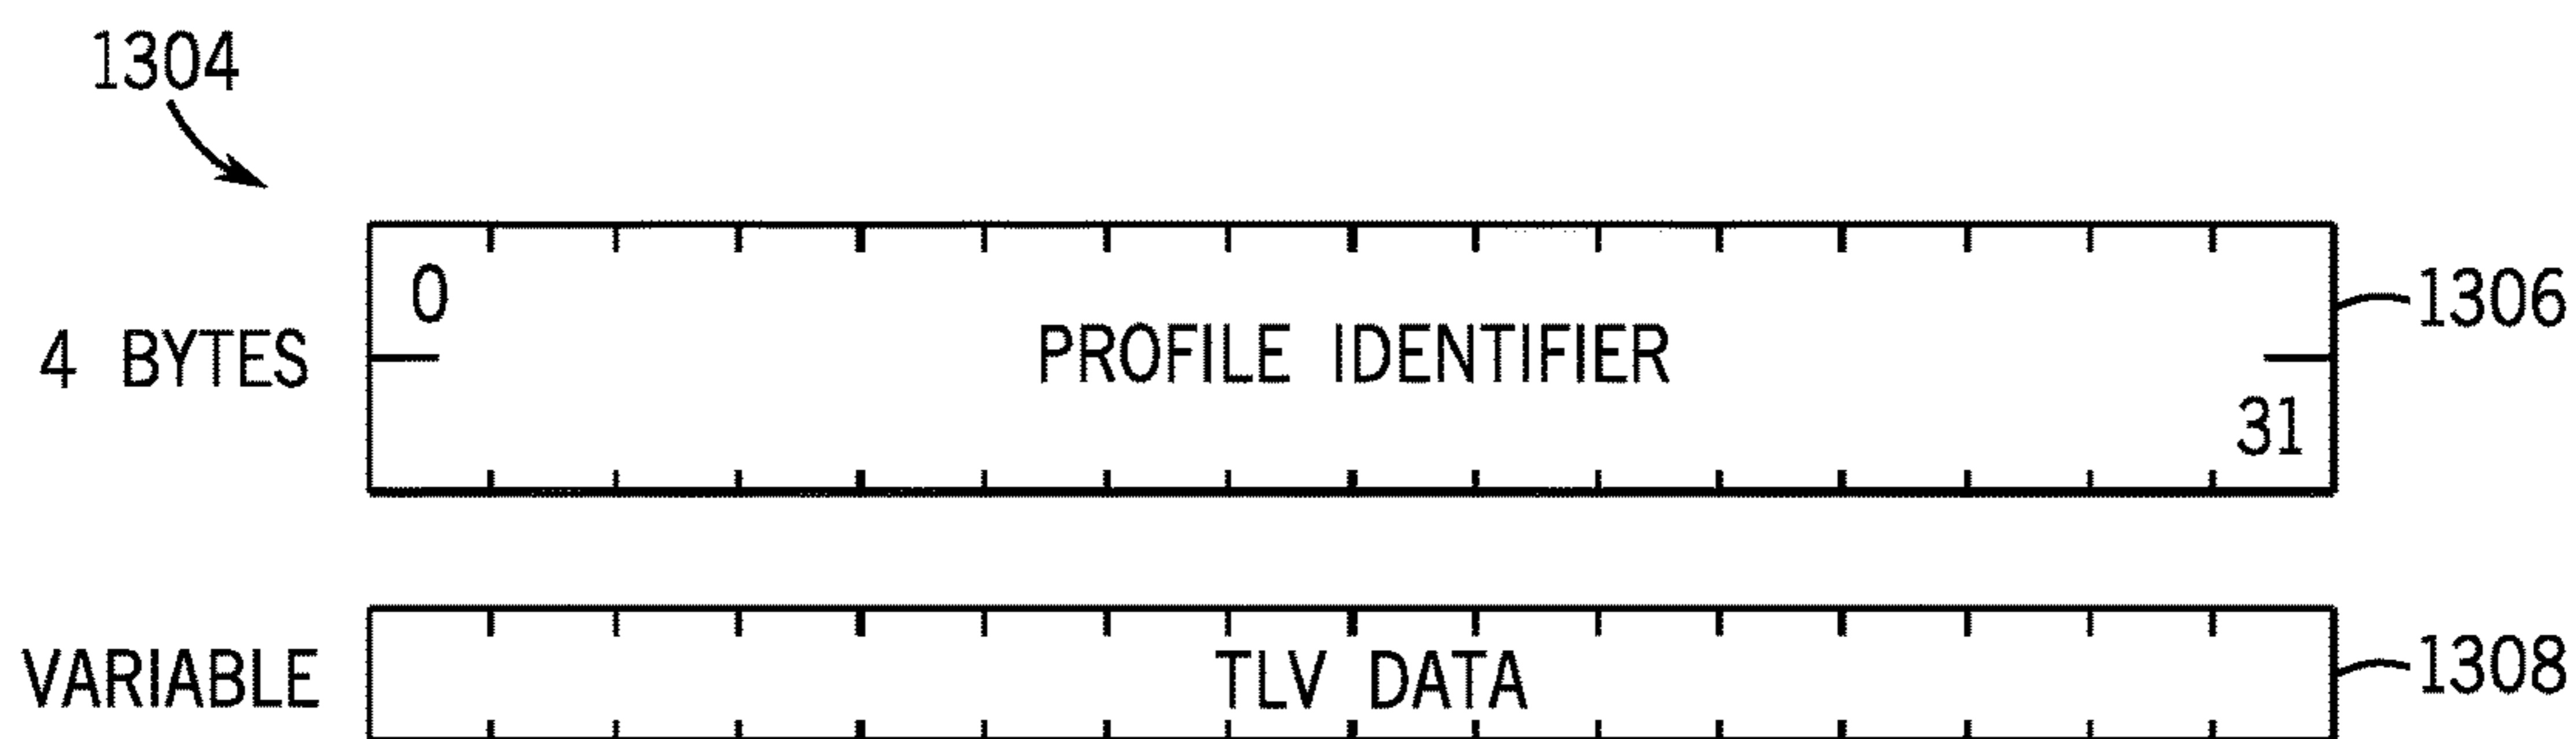 1304
0
4 BYTES PROFILE IDENTIFIER 1306
31
VARIABLE TLV DATA 1308